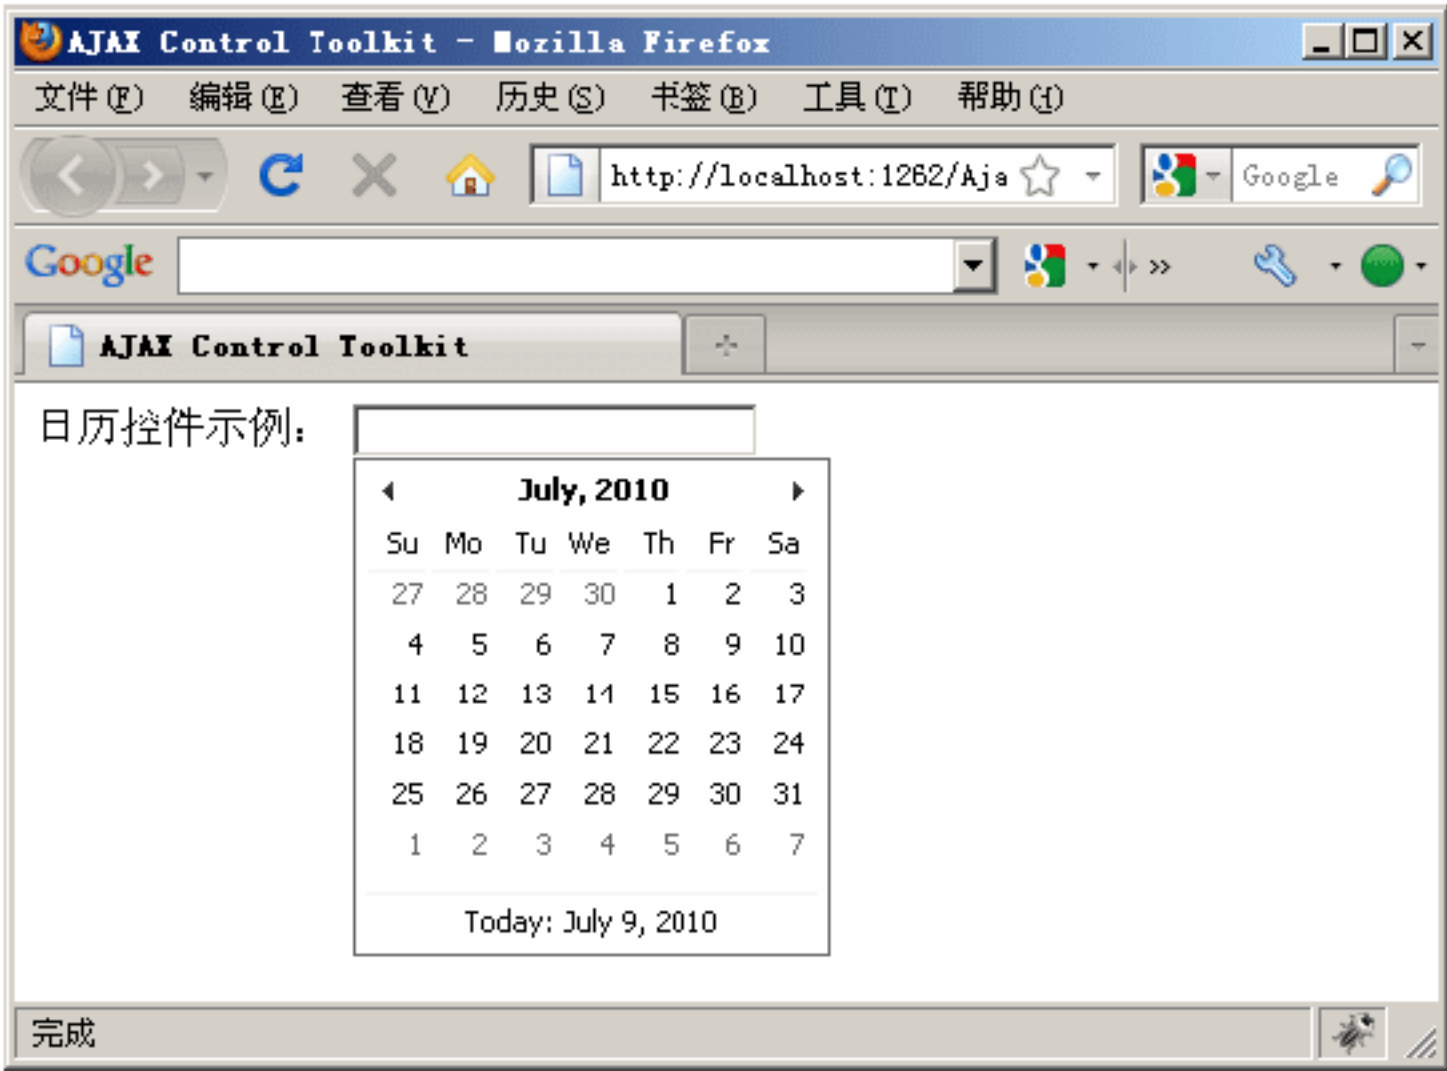 AJAX Control Toolkit - Mozilla Firefox
文件(F) 编辑(E) 查看(V) 历史(S) 书签(B) 工具(T) 帮助(H)
http://localhost:1262/Aja Google
Google
AJAX Control Toolkit
日历控件示例：
July, 2010
Su Mo Tu We Th Fr Sa
27 28 29 30 1 2 3
4 5 6 7 8 9 10
11 12 13 14 15 16 17
18 19 20 21 22 23 24
25 26 27 28 29 30 31
1 2 3 4 5 6 7
Today: July 9, 2010
完成